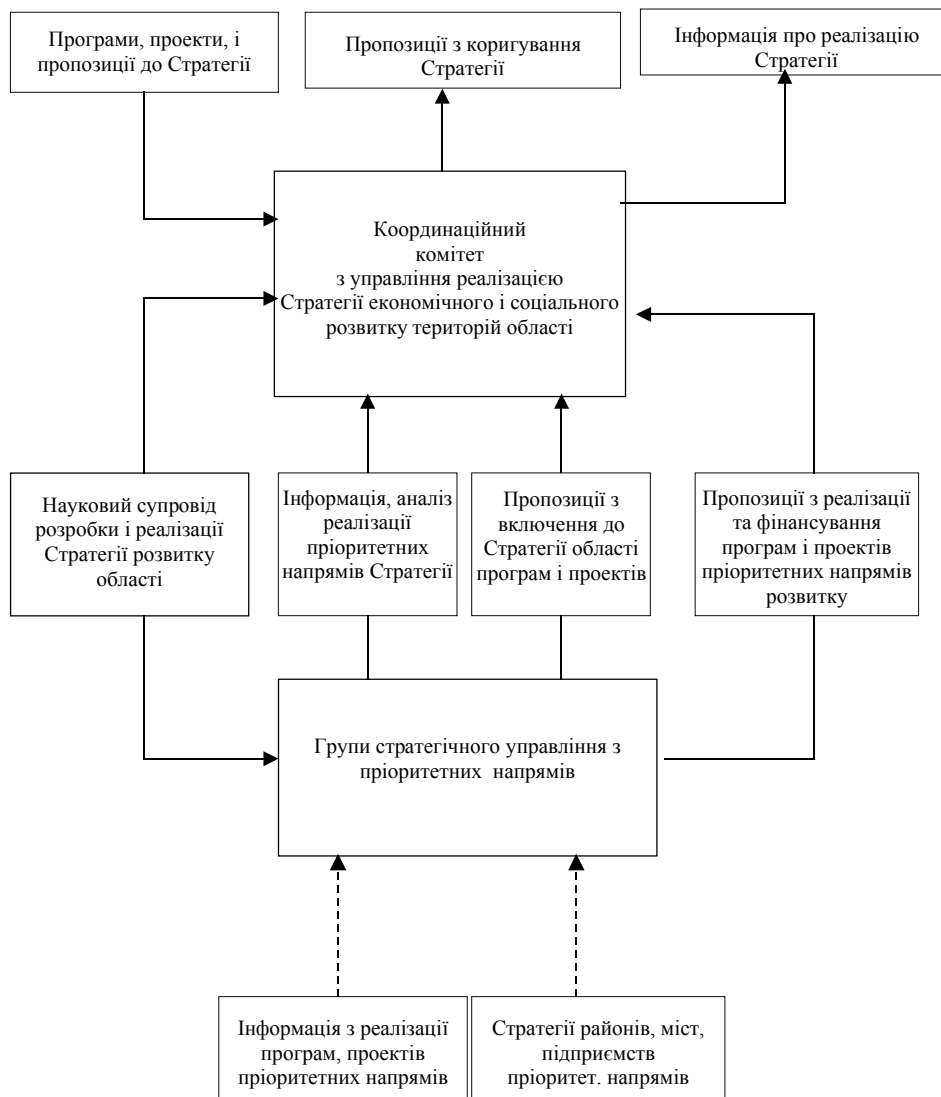 Програми, проекти, і
пропозиції до Стратегії
Пропозиції з коригування
Стратегії
Інформація про реалізацію
Стратегії
Координаційний
комітет
з управління реалізацією
Стратегії економічного і соціального
розвитку територій області
Науковий супровід
розробки і реалізації
Стратегії розвитку
області
Інформація, аналіз
реалізації
пріоритетних
напрямів Стратегії
Пропозиції з
включення до
Стратегії області
програм і проектів
Пропозиції з реалізації
та фінансування
програм і проектів
пріоритетних напрямів
розвитку
Групи стратегічного управління з
пріоритетних напрямів
Інформація з реалізації
програм, проектів
пріоритетних напрямів
Стратегії районів, міст,
підприємств
пріоритет. напрямів